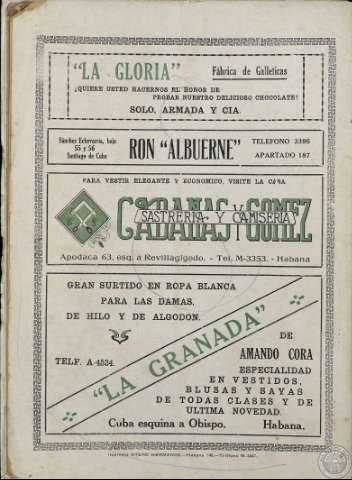 "LA GLORIA" Fábrica de Galleticas
¿QUIERE USTED HACERNOS EL HONOR DE
PROBAR NUESTRO DELICIOSO CHOCOLATE?
SOLO, ARMADA Y CIA.
Sánchez Echeverría, bajo
55 y 56
Santiago de Cuba
RON "ALBUERNE"
TELEFONO 3395
APARTADO 187
PARA VESTIR ELEGANTE Y ECONOMICO, VISITE LA CASA
CABANAS y GOMEZ
SASTRERIA Y CAMISERIA
Apodaca 63, esq. a Revillagigedo. - Tel. M-3353. - Habana
GRAN SURTIDO EN ROPA BLANCA
PARA LAS DAMAS,
DE HILO Y DE ALGODON.
TELF. A-4534.
"LA GRANADA"
DE
AMANDO CORA
ESPECIALIDAD
EN VESTIDOS,
BLUSAS Y SAYAS
DE TODAS CLASES Y DE
ULTIMA NOVEDAD.
Cuba esquina a Obispo. Habana.